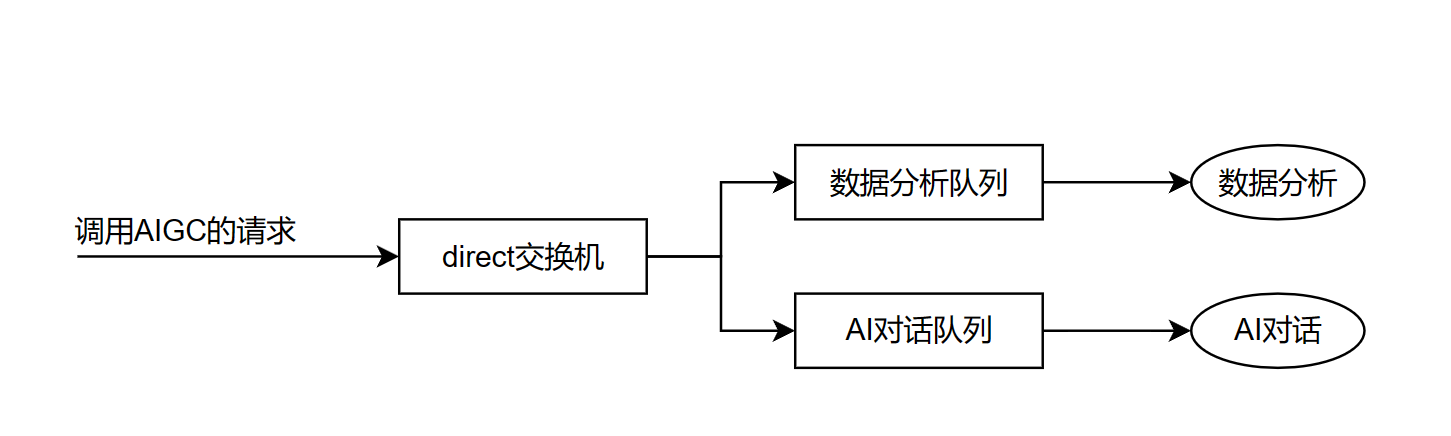 调用AIGC的请求
direct交换机
数据分析队列
数据分析
AI对话队列
AI对话